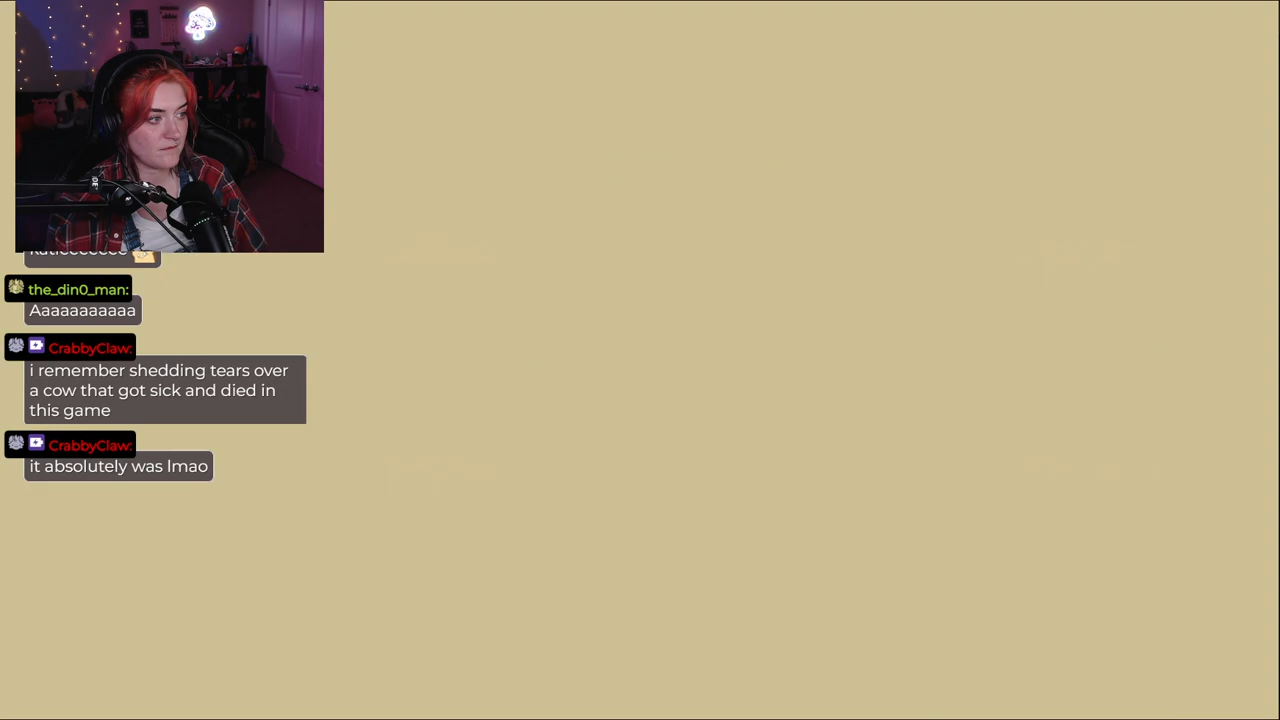 the_din0_man:
Aaaaaaaaaaa
CrabbyClaw:
i remember shedding tears over
a cow that got sick and died in
this game
CrabbyClaw:
it absolutely was lmao